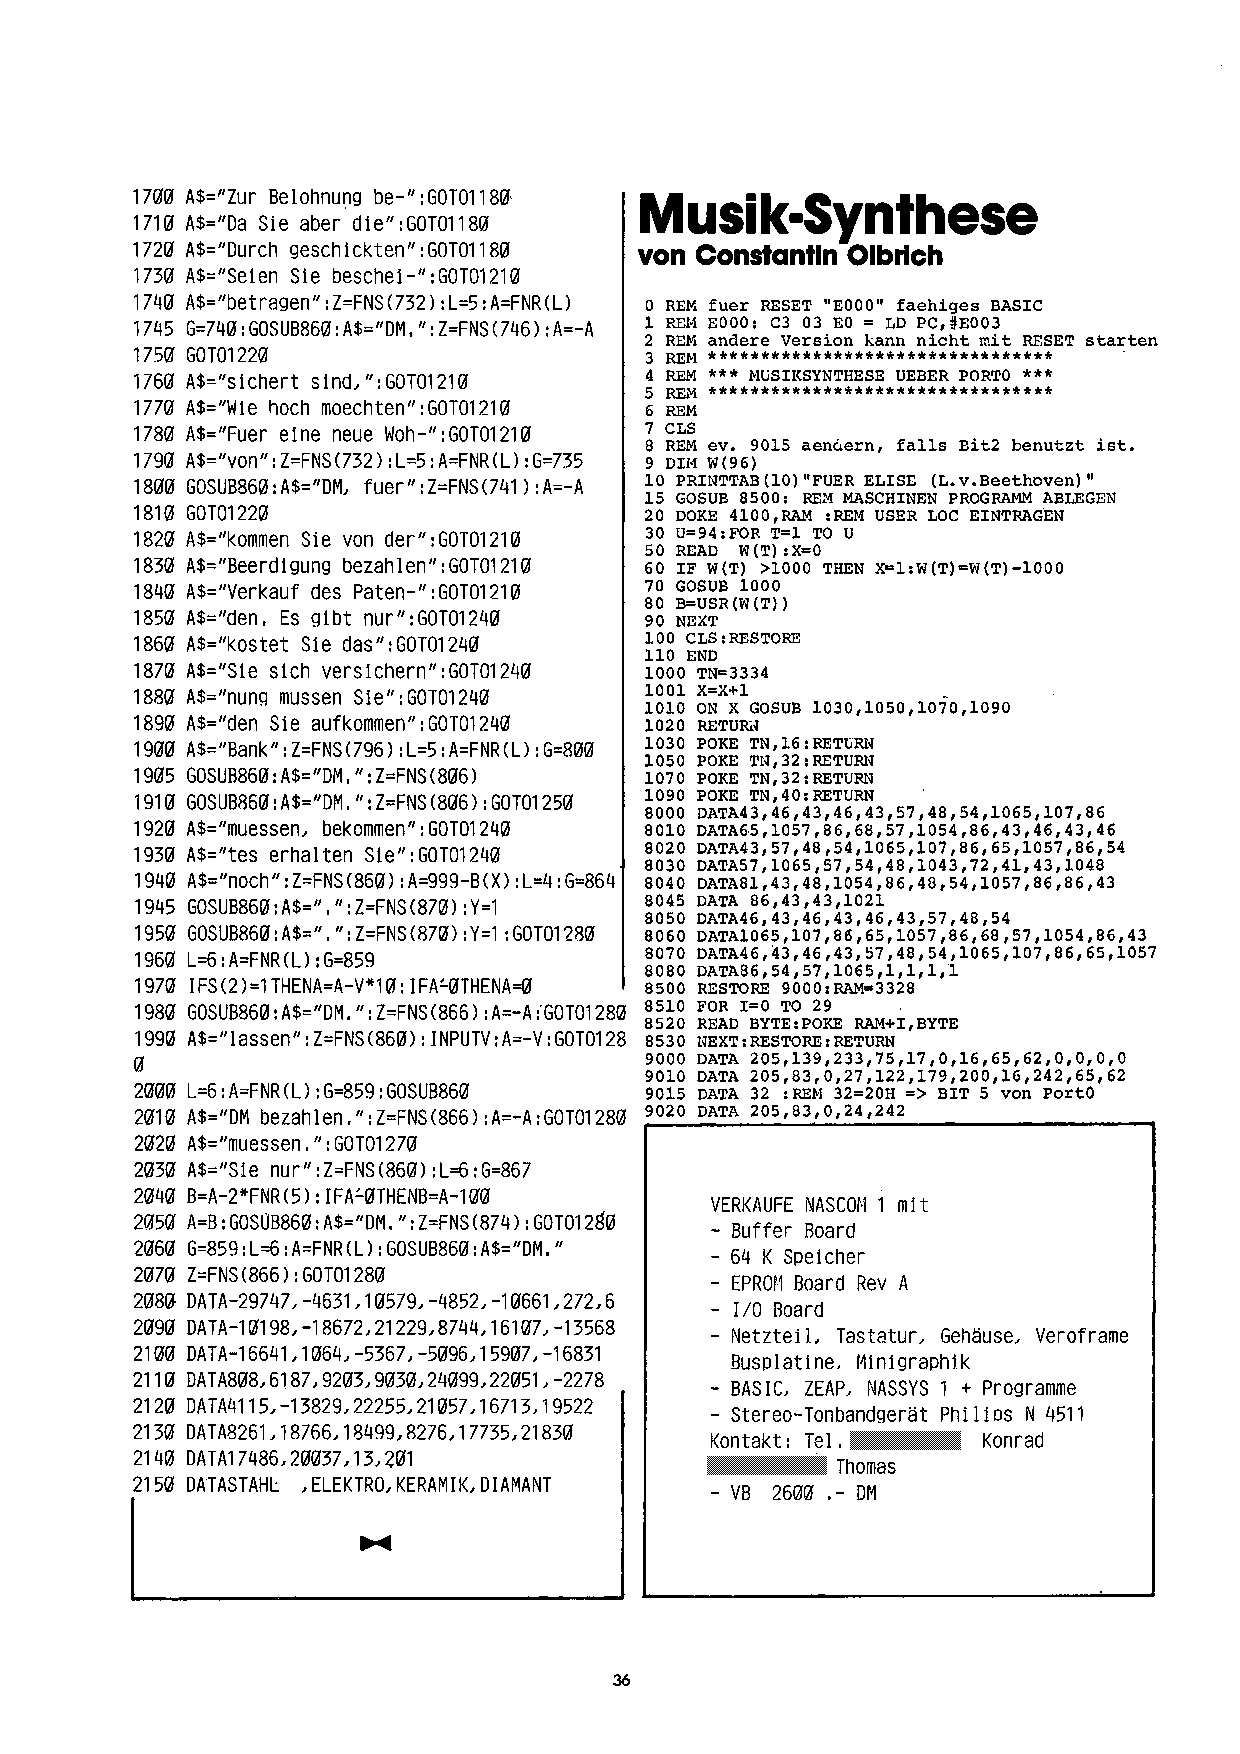 1700 A$="Zur Belohnung be-":GOTO1180
1710 A$="Da Sie aber die":GOTO1180
1720 A$="Durch geschickten":GOTO1180
1730 A$="Seien Sie beschei-":GOTO1210
1740 A$="betragen":Z=FNS(732):L=5:A=FNR(L)
1745 G=740:GOSUB860:A$="DM.":Z=FNS(746):A=-A
1750 GOTO1220
1760 A$="sichert sind,":GOTO1210
1770 A$="Wie hoch moechten":GOTO1210
1780 A$="Fuer eine neue Woh-":GOTO1210
1790 A$="von":Z=FNS(732):L=5:A=FNR(L):G=735
1800 GOSUB860:A$="DM, fuer":Z=FNS(741):A=-A
1810 GOTO1220
1820 A$="kommen Sie von der":GOTO1210
1830 A$="Beerdigung bezahlen":GOTO1210
1840 A$="Verkauf des Paten-":GOTO1210
1850 A$="den. Es gibt nur":GOTO1240
1860 A$="kostet Sie das":GOTO1240
1870 A$="Sie sich versichern":GOTO1240
1880 A$="nung mussen Sie":GOTO1240
1890 A$="den Sie aufkommen":GOTO1240
1900 A$="Bank":Z=FNS(796):L=5:A=FNR(L):G=800
1905 GOSUB860:A$="DM.":Z=FNS(806)
1910 GOSUB860:A$="DM.":Z=FNS(806):GOTO1250
1920 A$="muessen, bekommen":GOTO1240
1930 A$="tes erhalten Sie":GOTO1240
1940 A$="noch":Z=FNS(860):A=999-B(X):L=4:G=864
1945 GOSUB860:A$=".":Z=FNS(870):Y=1
1950 GOSUB860:A$=".":Z=FNS(870):Y=1:GOTO1280
1960 L=6:A=FNR(L):G=859
1970 IFS(2)=1THENA=A-V*10:IFA-0THENA=0
1980 GOSUB860:A$="DM.":Z=FNS(866):A=-A:GOTO1280
1990 A$="lassen":Z=FNS(860):INPUTV:A=-V:GOTO128
0
2000 L=6:A=FNR(L):G=859:GOSUB860
2010 A$="DM bezahlen.":Z=FNS(866):A=-A:GOTO1280
2020 A$="muessen.":GOTO1270
2030 A$="Sie nur":Z=FNS(860):L=6:G=867
2040 B=A-2*FNR(5):IFA-0THENB=A-100
2050 A=B:GOSUB860:A$="DM.":Z=FNS(874):GOTO1280
2060 G=859:L=6:A=FNR(L):GOSUB860:A$="DM."
2070 Z=FNS(866):GOTO1280
2080 DATA-29747,-4631,10579,-4852,-10661,272,6
2090 DATA-10198,-18672,21229,8744,16107,-13568
2100 DATA-16641,1064,-5367,-5096,15907,-16831
2110 DATA808,6187,9203,9030,24099,22051,-2278
2120 DATA4115,-13829,22255,21057,16713,19522
2130 DATA8261,18766,18499,8276,17735,21830
2140 DATA17486,20037,13,201
2150 DATASTAHL ,ELEKTRO,KERAMIK,DIAMANT
Musik-Synthese
von Constantin Olbrich
0 REM fuer RESET "E000" faehiges BASIC
1 REM E000: C3 03 E0 = LD PC,#E003
2 REM andere Version kann nicht mit RESET starten
3 REM *********************************
4 REM *** MUSIKSYNTHESE UEBER PORT0 ***
5 REM *********************************
6 REM
7 CLS
8 REM ev. 9015 aendern, falls Bit2 benutzt ist.
9 DIM W(96)
10 PRINTTAB(10)"FUER ELISE (L.v.Beethoven)"
15 GOSUB 8500: REM MASCHINEN PROGRAMM ABLEGEN
20 DOKE 4100,RAM :REM USER LOC EINTRAGEN
30 U=94:FOR T=1 TO U
50 READ  W(T):X=0
60 IF W(T) >1000 THEN X=1:W(T)=W(T)-1000
70 GOSUB 1000
80 B=USR(W(T))
90 NEXT
100 CLS:RESTORE
110 END
1000 TN=3334
1001 X=X+1
1010 ON X GOSUB 1030,1050,1070,1090
1020 RETURN
1030 POKE TN,16:RETURN
1050 POKE TN,32:RETURN
1070 POKE TN,32:RETURN
1090 POKE TN,40:RETURN
8000 DATA43,46,43,46,43,57,48,54,1065,107,86
8010 DATA65,1057,86,68,57,1054,86,43,46,43,46
8020 DATA43,57,48,54,1065,107,86,65,1057,86,54
8030 DATA57,1065,57,54,48,1043,72,41,43,1048
8040 DATA81,43,48,1054,86,48,54,1057,86,86,43
8045 DATA 86,43,43,1021
8050 DATA46,43,46,43,46,43,57,48,54
8060 DATA1065,107,86,65,1057,86,68,57,1054,86,43
8070 DATA46,43,46,43,57,48,54,1065,107,86,65,1057
8080 DATA86,54,57,1065,1,1,1,1
8500 RESTORE 9000:RAM=3328
8510 FOR I=0 TO 29
8520 READ BYTE:POKE RAM+I,BYTE
8530 NEXT:RESTORE:RETURN
9000 DATA 205,139,233,75,17,0,16,65,62,0,0,0,0
9010 DATA 205,83,0,27,122,179,200,16,242,65,62
9015 DATA 32 :REM 32=20H => BIT 5 von Port0
9020 DATA 205,83,0,24,242
VERKAUFE NASCOM 1 mit
- Buffer Board
- 64 K Speicher
- EPROM Board Rev A
- I/O Board
- Netzteil, Tastatur, Gehäuse, Veroframe
Busplatine, Minigraphik
- BASIC, ZEAP, NASSYS 1 + Programme
- Stereo-Tonbandgerät Philips N 4511
Kontakt: Tel. Konrad
Thomas
- VB 2600 .- DM
36